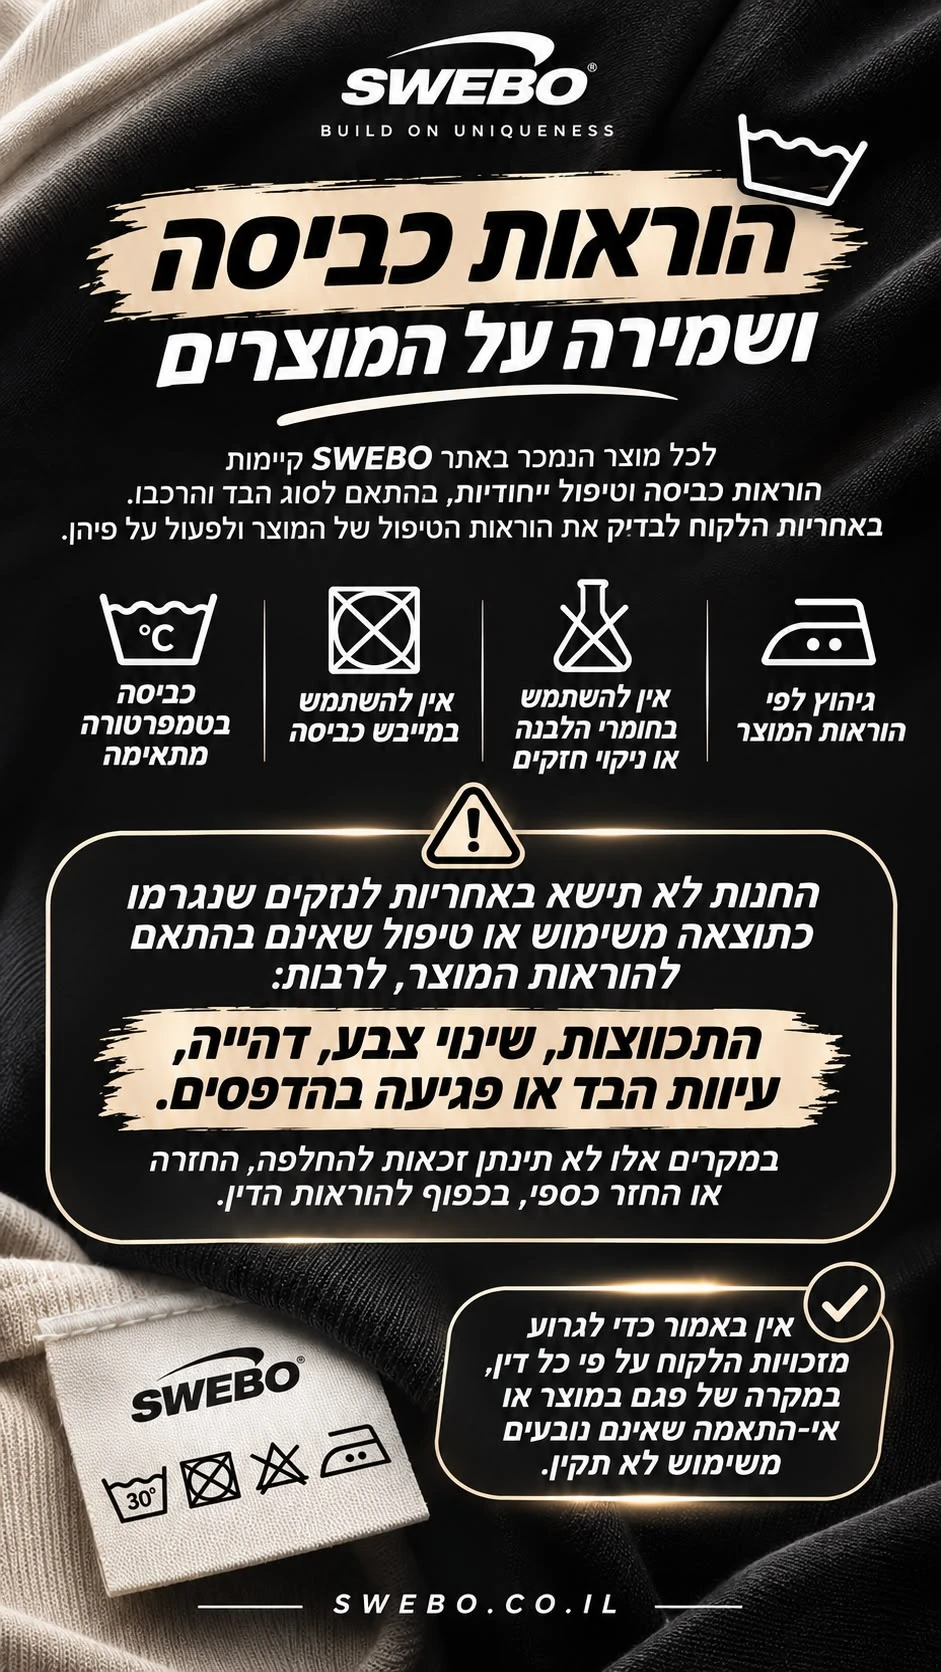 SWEBO®
BUILD ON UNIQUENESS
הוראות כביסה
ושמירה על המוצרים
לכל מוצר הנמכר באתר SWEBO קיימות
הוראות כביסה וטיפול ייחודיות, בהתאם לסוג הבד והרכבו.
באחריות הלקוח לבדיק את הוראות הטיפול של המוצר ולפעול על פיהן.
גיהוץ לפי
הוראות המוצר
אין להשתמש
בחומרי הלבנה
או ניקוי חזקים
אין להשתמש
במייבש כביסה
°C
כביסה
בטמפרטורה
מתאימה
!
החנות לא תישא באחריות לנזקים שנגרמו
כתוצאה משימוש או טיפול שאינם בהתאם
להוראות המוצר, לרבות:
התכווצות, שינוי צבע, דהייה,
עיוות הבד או פגיעה בהדפסים.
במקרים אלו לא תינתן זכאות להחלפה, החזרה
או החזר כספי, בכפוף להוראות הדין.
אין באמור כדי לגרוע
מזכויות הלקוח על פי כל דין,
במקרה של פגם במוצר או
אי-התאמה שאינם נובעים
משימוש לא תקין.
SWEBO®
30°
SWEBO.CO.IL